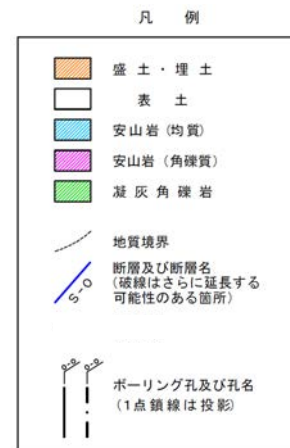 凡 例
盛土・埋土
表土
安山岩(均質)
安山岩(角礫質)
凝灰角礫岩
地質境界
S-O
断層及び断層名
(破線はさらに延長する
可能性のある箇所)
O-O O-O
ボーリング孔及び孔名
(1点鎖線は投影)